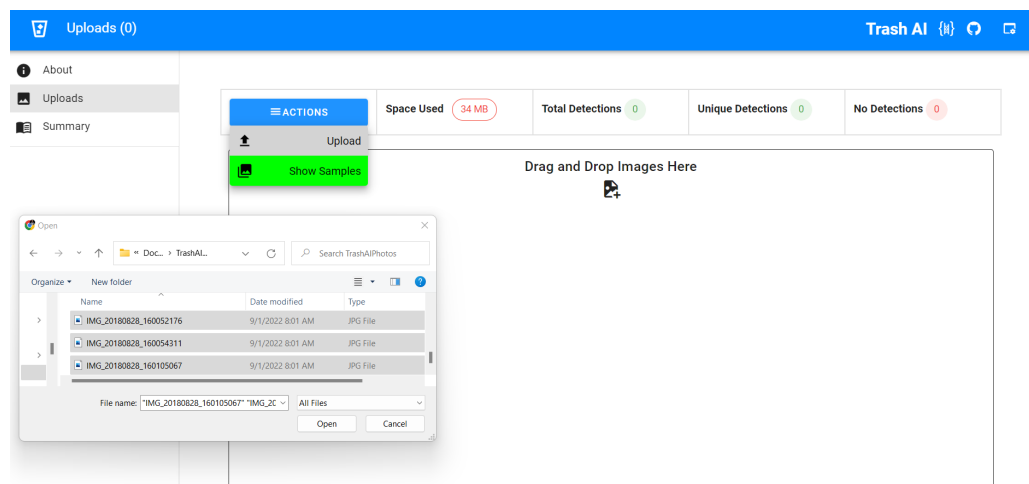 Uploads (0)
Trash AI
About
Uploads
Summary
ACTIONS
Space Used 34 MB
Total Detections 0
Unique Detections 0
No Detections 0
Upload
Show Samples
Drag and Drop Images Here
Open
« Doc... › TrashAI...
Search TrashAIPhotos
Organize
New folder
Name Date modified Type
IMG_20180828_160052176 9/1/2022 8:01 AM JPG File
IMG_20180828_160054311 9/1/2022 8:01 AM JPG File
IMG_20180828_160105067 9/1/2022 8:01 AM JPG File
File name: "IMG_20180828_160105067" "IMG_20 All Files
Open Cancel